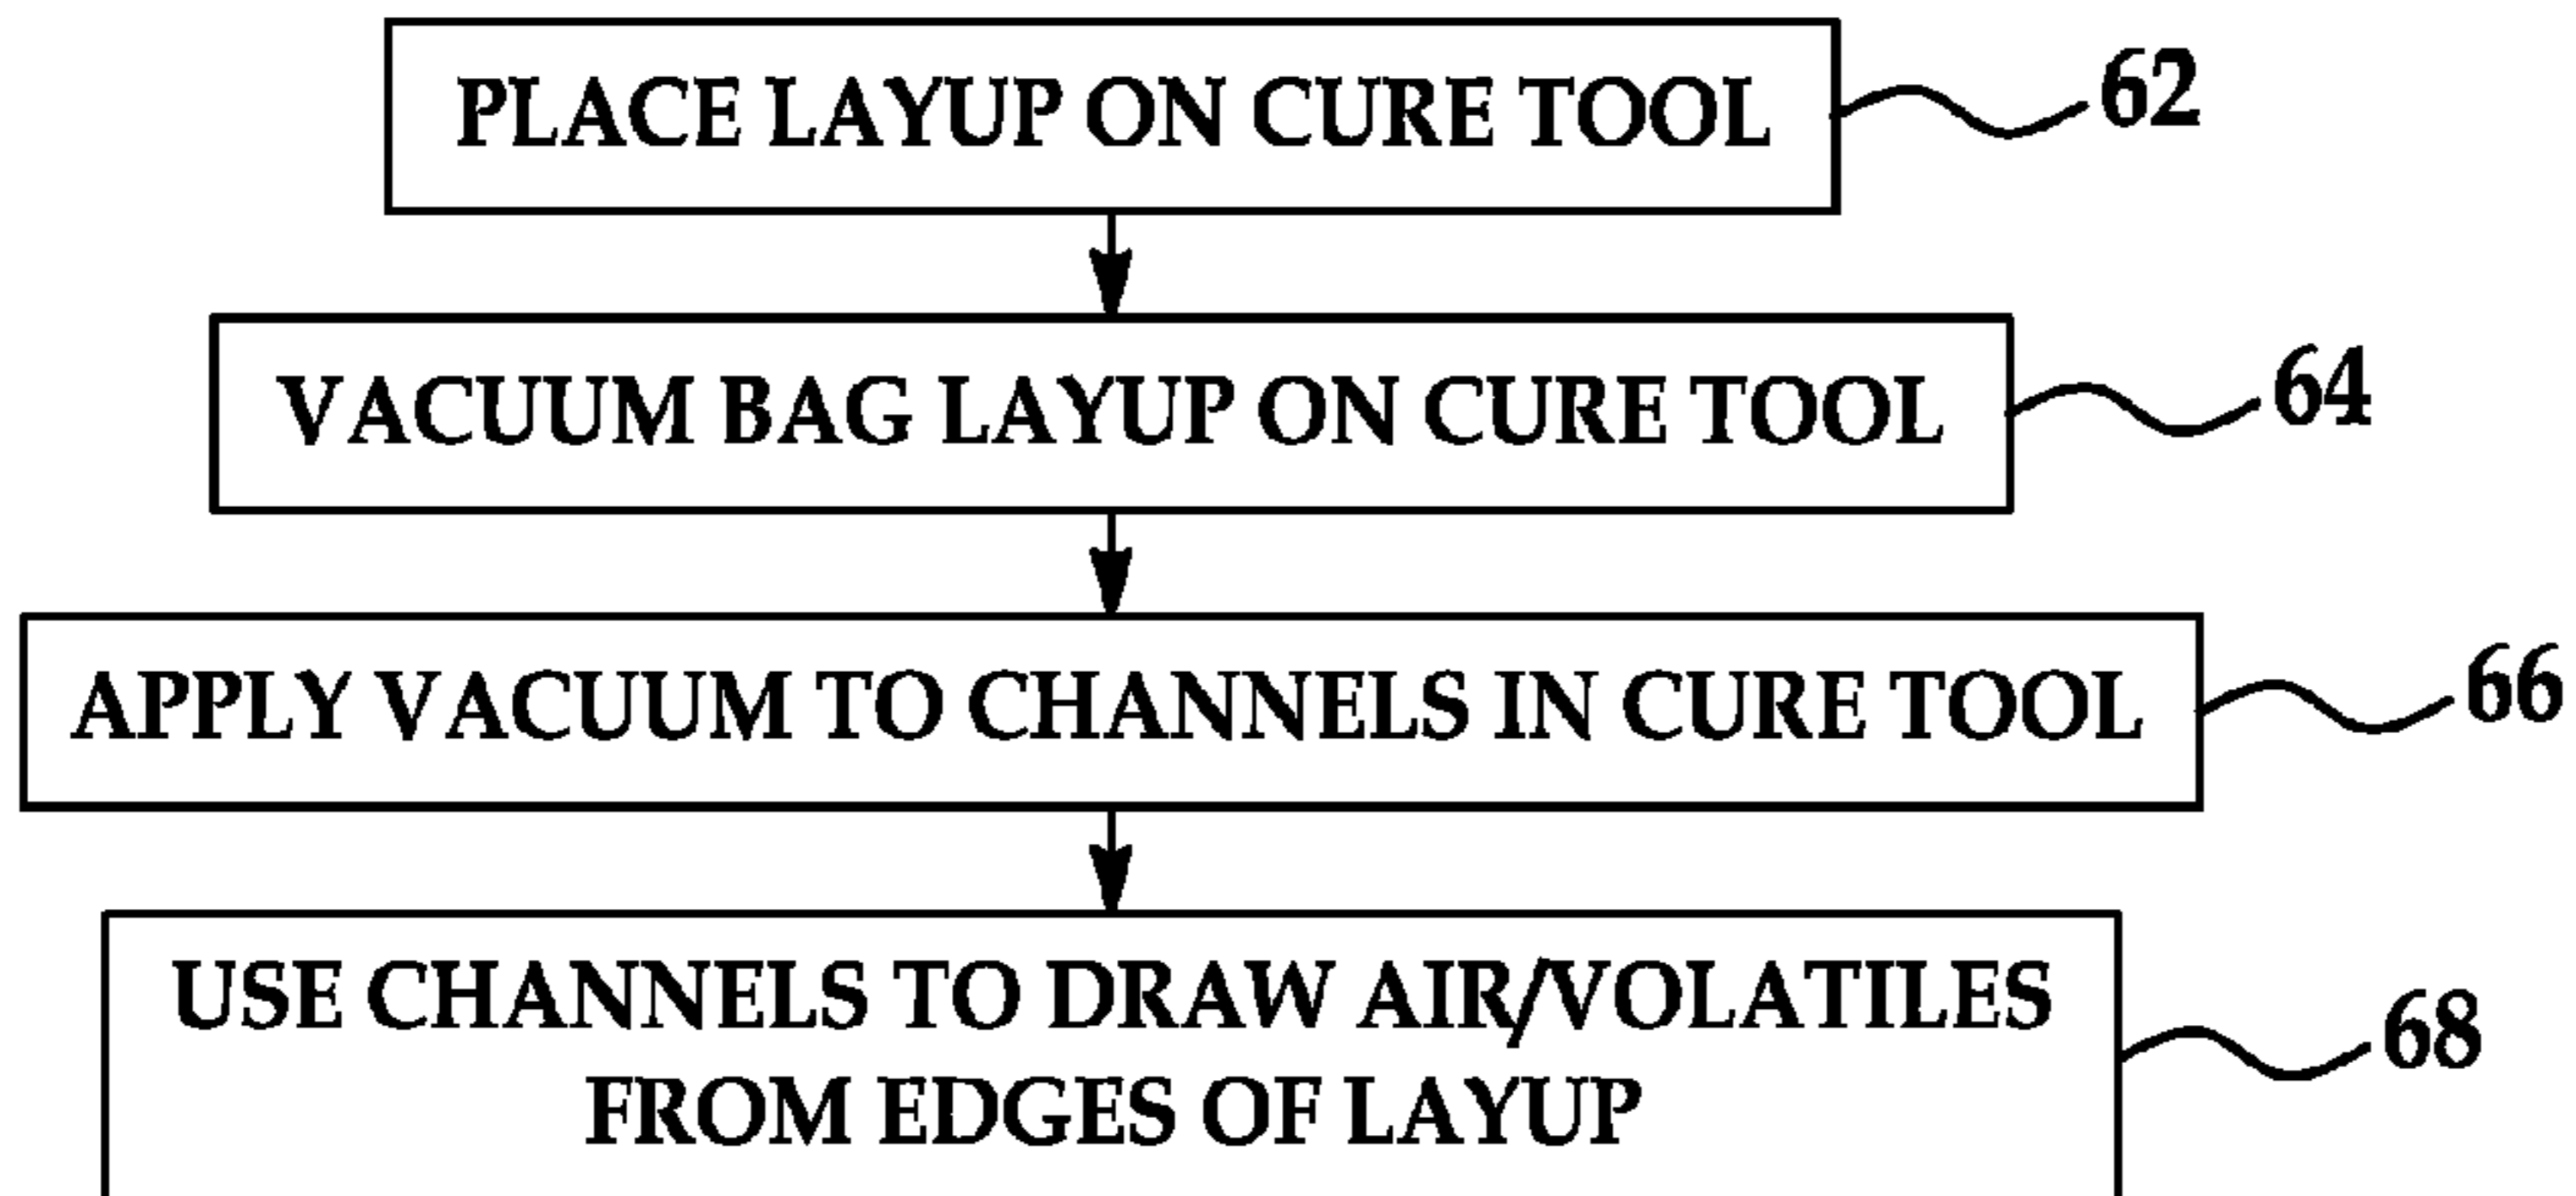 PLACE LAYUP ON CURE TOOL
62
VACUUM BAG LAYUP ON CURE TOOL
64
APPLY VACUUM TO CHANNELS IN CURE TOOL
66
USE CHANNELS TO DRAW AIR/VOLATILES
FROM EDGES OF LAYUP
68